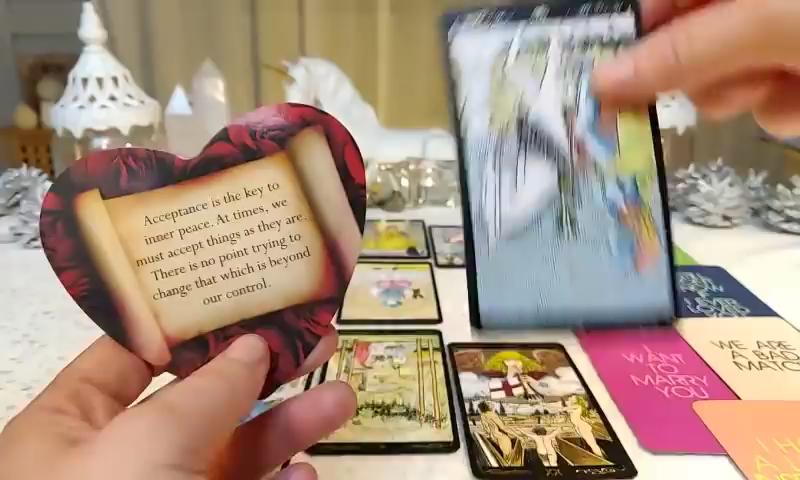 Acceptance is the key to
inner peace. At times, we
must accept things as they are.
There is no point trying to
change that which is beyond
our control.
I
WANT
TO
MARRY
YOU
WE ARE
A BAD
MATCH
XX